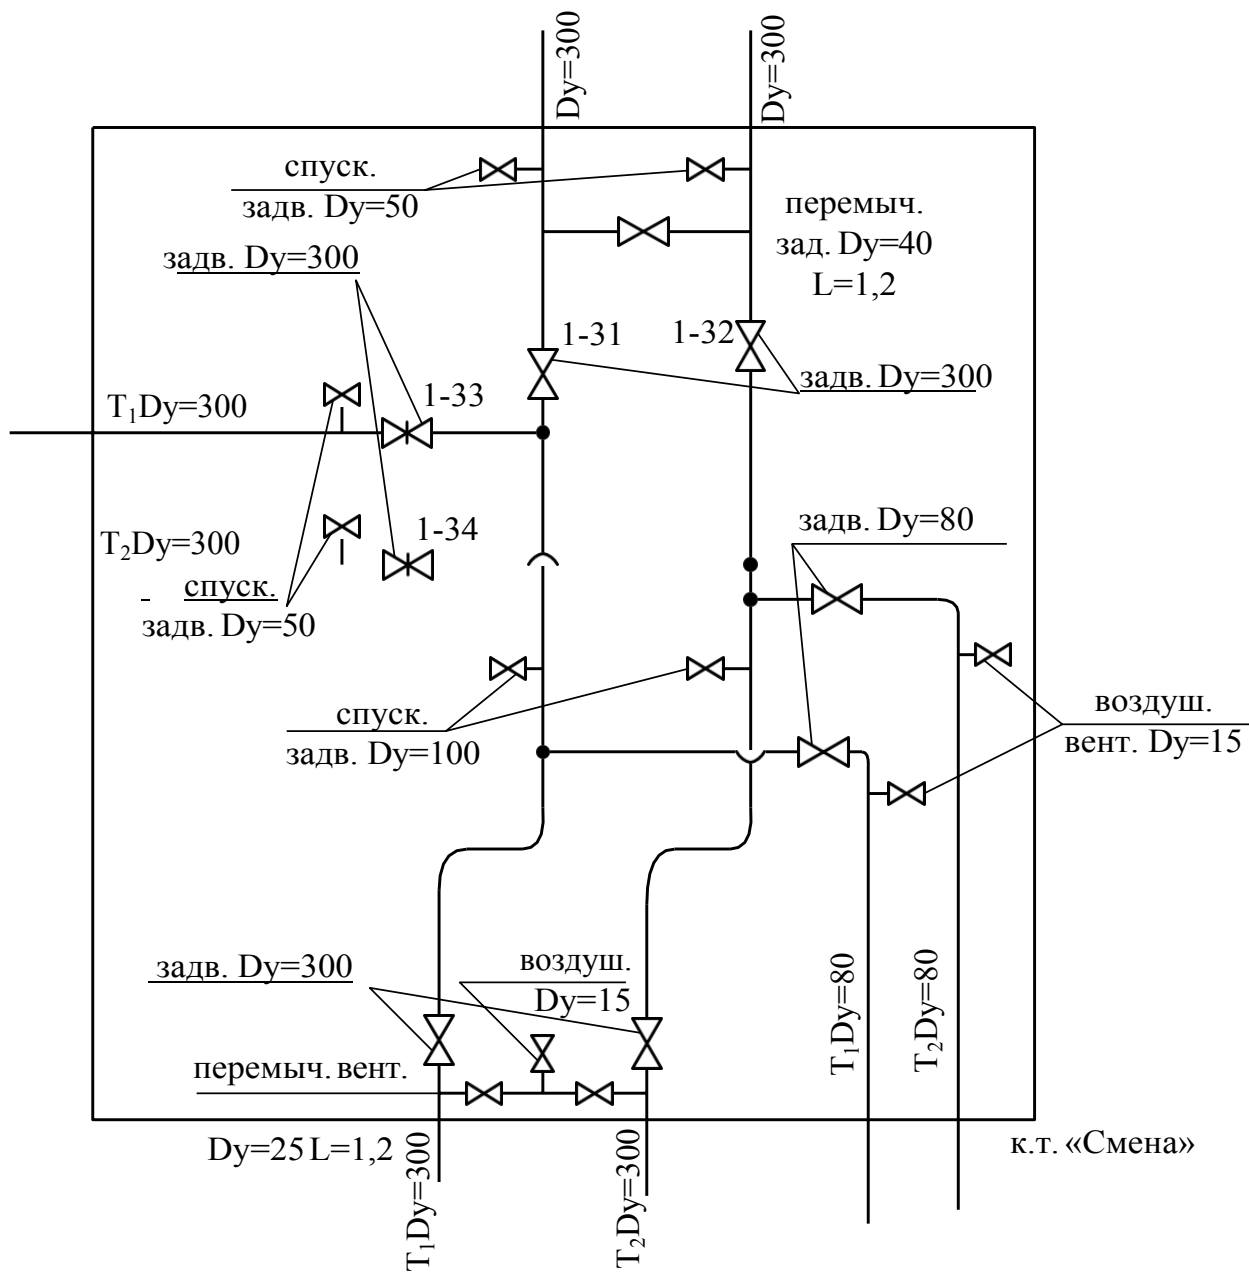 Dy=300
Dy=300
спуск.
задв. Dy=50
перемыч.
зад. Dy=40
L=1,2
задв. Dy=300
1-31
1-32
задв. Dy=300
1-33
T₁Dy=300
1-34
T₂Dy=300
задв. Dy=80
спуск.
задв. Dy=50
спуск.
задв. Dy=100
воздуш.
вент. Dy=15
задв. Dy=300
воздуш.
Dy=15
T₁Dy=80
T₂Dy=80
перемыч. вент.
Dy=25 L=1,2
T₁Dy=300
T₂Dy=300
к.т. «Смена»